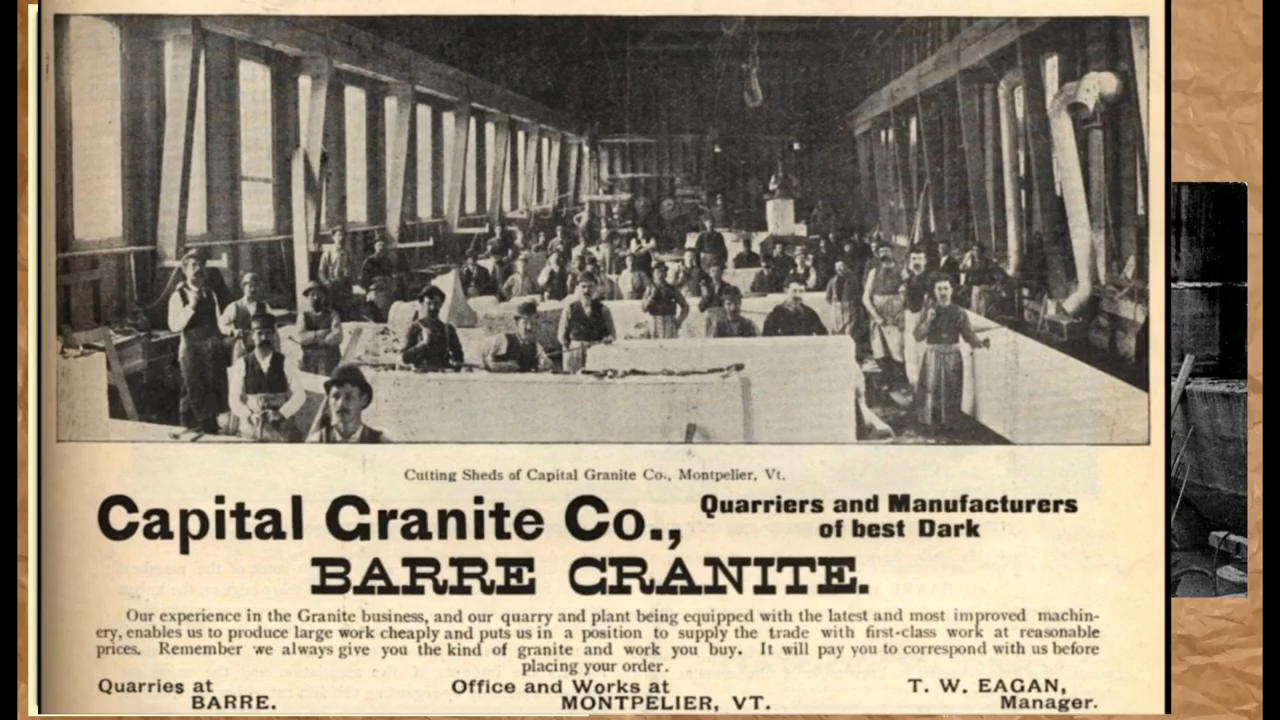 Cutting Sheds of Capital Granite Co., Montpelier, Vt.
Capital Granite Co., Quarriers and Manufacturers
of best Dark
BARRE GRANITE.
Our experience in the Granite business, and our quarry and plant being equipped with the latest and most improved machin-
ery, enables us to produce large work cheaply and puts us in a position to supply the trade with first-class work at reasonable
prices. Remember we always give you the kind of granite and work you buy. It will pay you to correspond with us before
placing your order.
Quarries at
BARRE.
Office and Works at
MONTPELIER, VT.
T. W. EAGAN,
Manager.